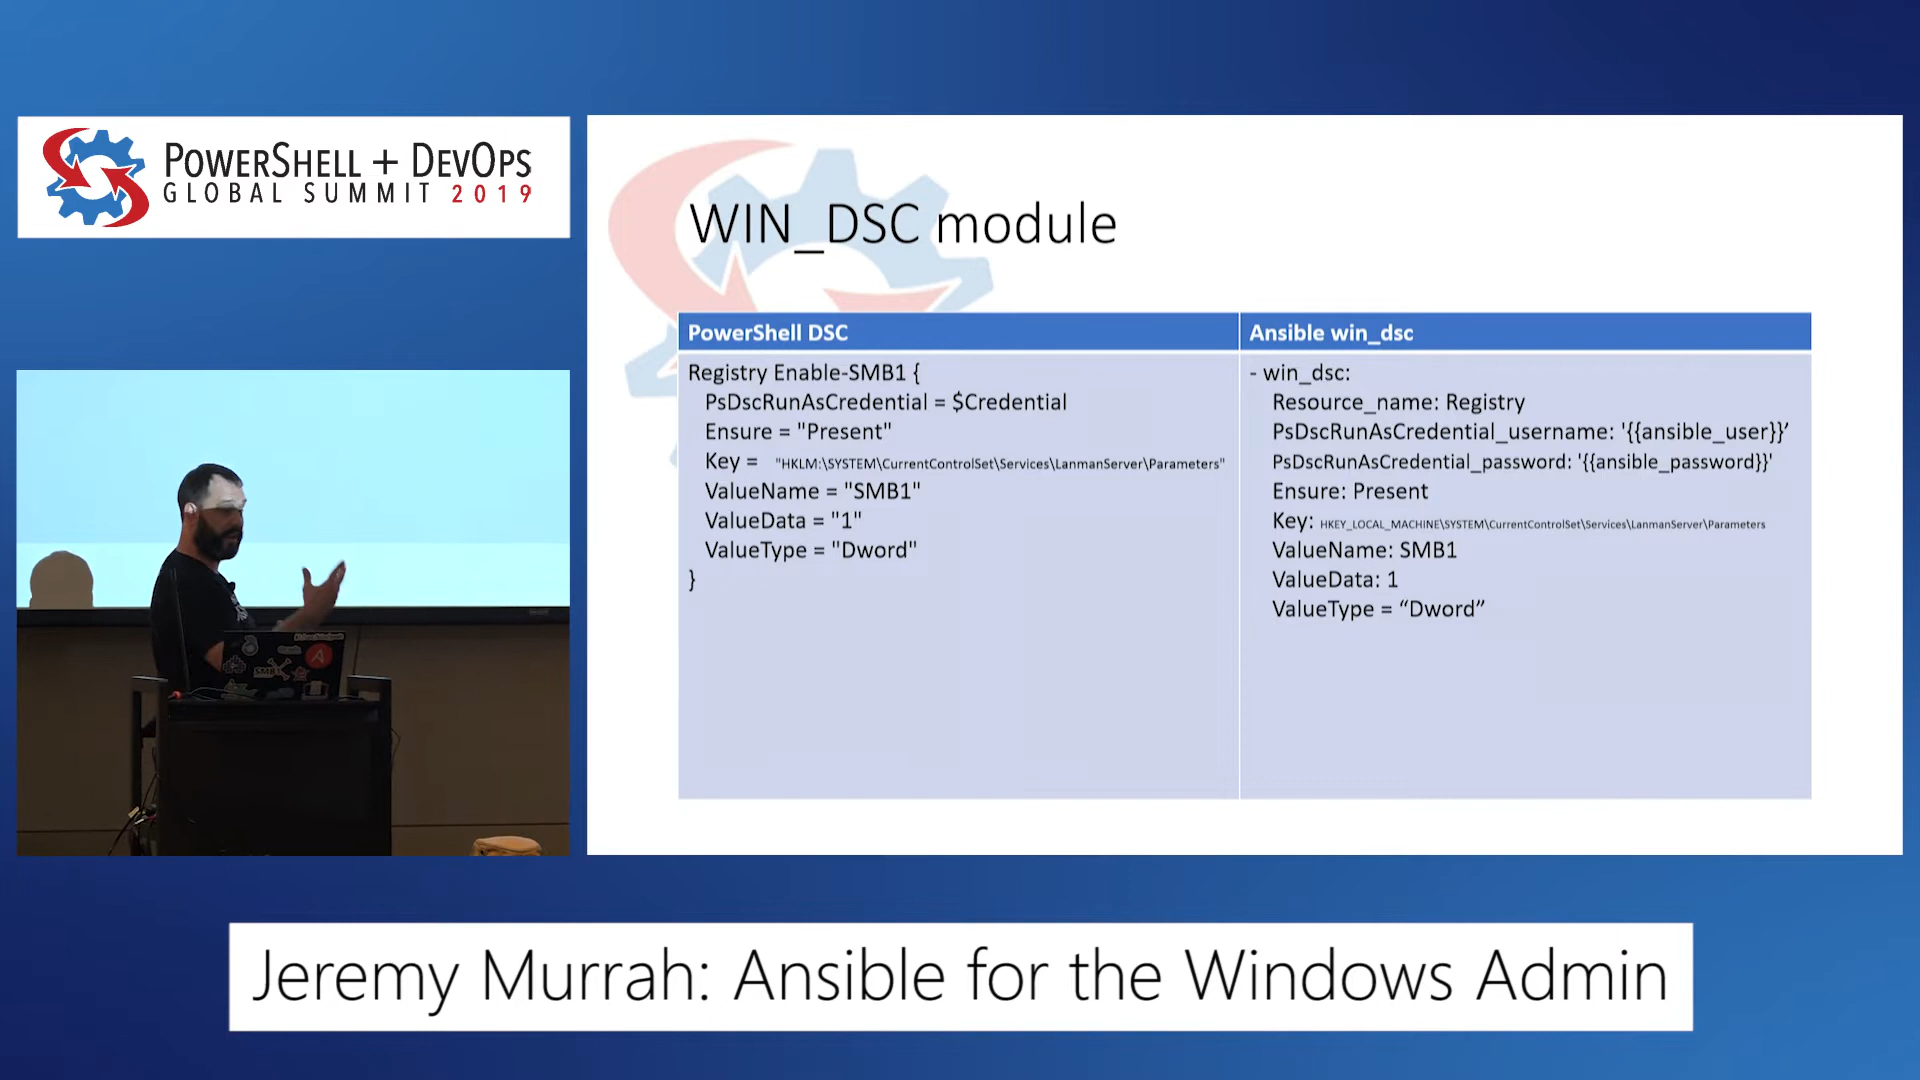 POWERSHELL + DEVOPS
GLOBAL SUMMIT 2019
WIN_DSC module
PowerShell DSC
Registry Enable-SMB1 {
PsDscRunAsCredential = $Credential
Ensure = "Present"
Key = "HKLM:\SYSTEM\CurrentControlSet\Services\LanmanServer\Parameters"
ValueName = "SMB1"
ValueData = "1"
ValueType = "Dword"
}
Ansible win_dsc
- win_dsc:
Resource_name: Registry
PsDscRunAsCredential_username: '{{ansible_user}}’
PsDscRunAsCredential_password: '{{ansible_password}}'
Ensure: Present
Key: HKEY_LOCAL_MACHINE\SYSTEM\CurrentControlSet\Services\LanmanServer\Parameters
ValueName: SMB1
ValueData: 1
ValueType = “Dword”
SMB1
Jeremy Murrah: Ansible for the Windows Admin